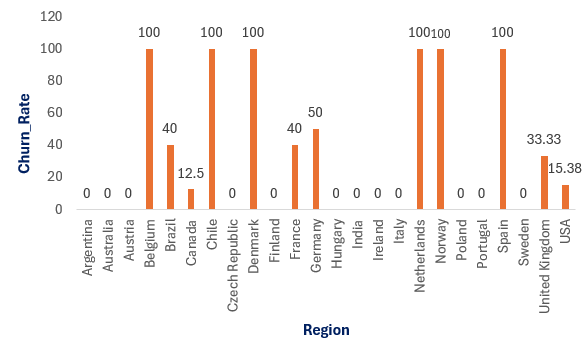 120
100
80
60
40
20
0
Churn_Rate
0
0
0
100
40
12.5
100
0
100
0
40
50
0
0
0
0
100
100
0
0
100
0
33.33
15.38
Argentina
Australia
Austria
Belgium
Brazil
Canada
Chile
Czech Republic
Denmark
Finland
France
Germany
Hungary
India
Ireland
Italy
Netherlands
Norway
Poland
Portugal
Spain
Sweden
United Kingdom
USA
Region